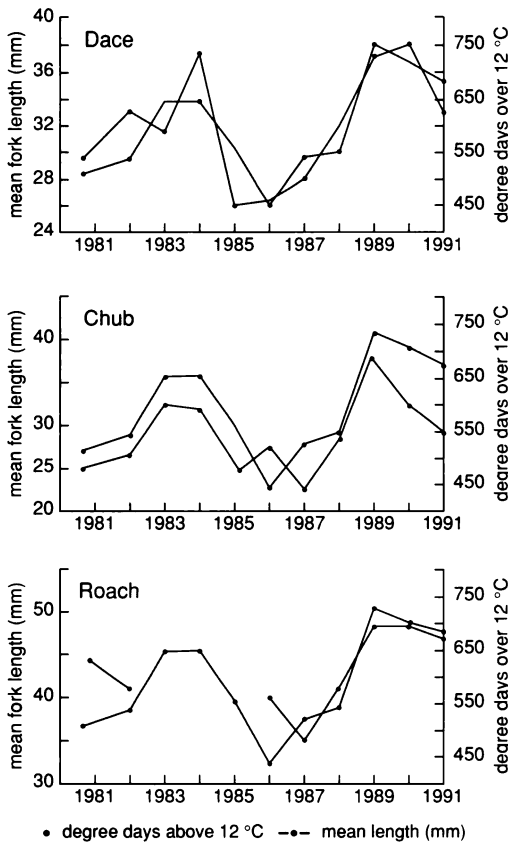 Dace
mean fork length (mm)
40
36
32
28
24
750
650
550
450
degree days over 12 °C
1981 1983 1985 1987 1989 1991
Chub
mean fork length (mm)
40
30
25
20
750
650
550
450
degree days over 12 °C
1981 1983 1985 1987 1989 1991
Roach
mean fork length (mm)
50
40
30
750
650
550
450
degree days over 12 °C
1981 1983 1985 1987 1989 1991
• degree days above 12 °C –•– mean length (mm)